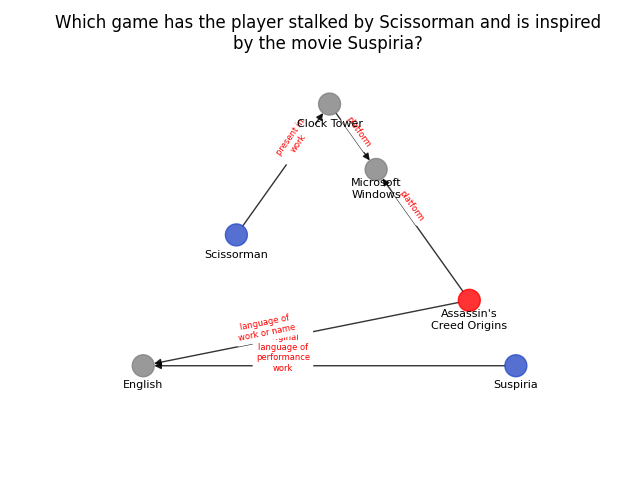 Which game has the player stalked by Scissorman and is inspired
by the movie Suspiria?
Clock Tower
platform
present in
work
Microsoft
Windows
platform
Scissorman
Assassin's
Creed Origins
language of
work or name
language of
performance
work
English
Suspiria